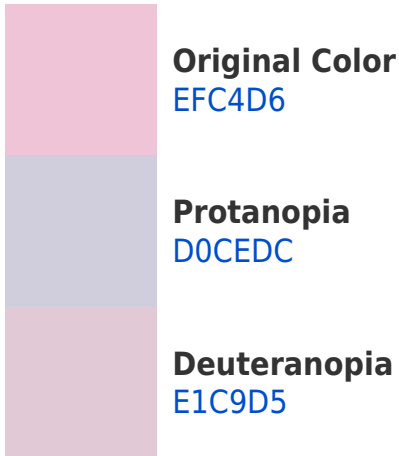 Original Color
EFC4D6
Protanopia
D0CEDC
Deuteranopia
E1C9D5